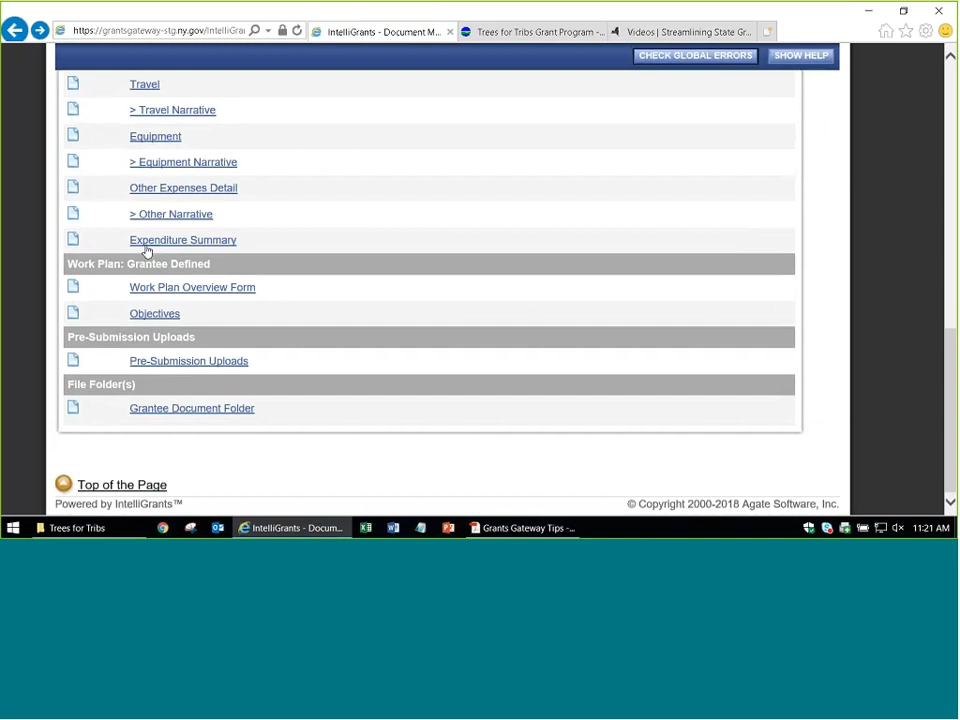 https://grantsgateway-stg.ny.gov/IntelliGra
IntelliGrants - Document M...
Trees for Tribs Grant Program -...
Videos | Streamlining State Gr...
CHECK GLOBAL ERRORS
SHOW HELP
Travel
> Travel Narrative
Equipment
> Equipment Narrative
Other Expenses Detail
> Other Narrative
Expenditure Summary
Work Plan: Grantee Defined
Work Plan Overview Form
Objectives
Pre-Submission Uploads
Pre-Submission Uploads
File Folder(s)
Grantee Document Folder
Top of the Page
Powered by IntelliGrants™
© Copyright 2000-2018 Agate Software, Inc.
Trees for Tribs
IntelliGrants - Docum...
Grants Gateway Tips -...
11:21 AM